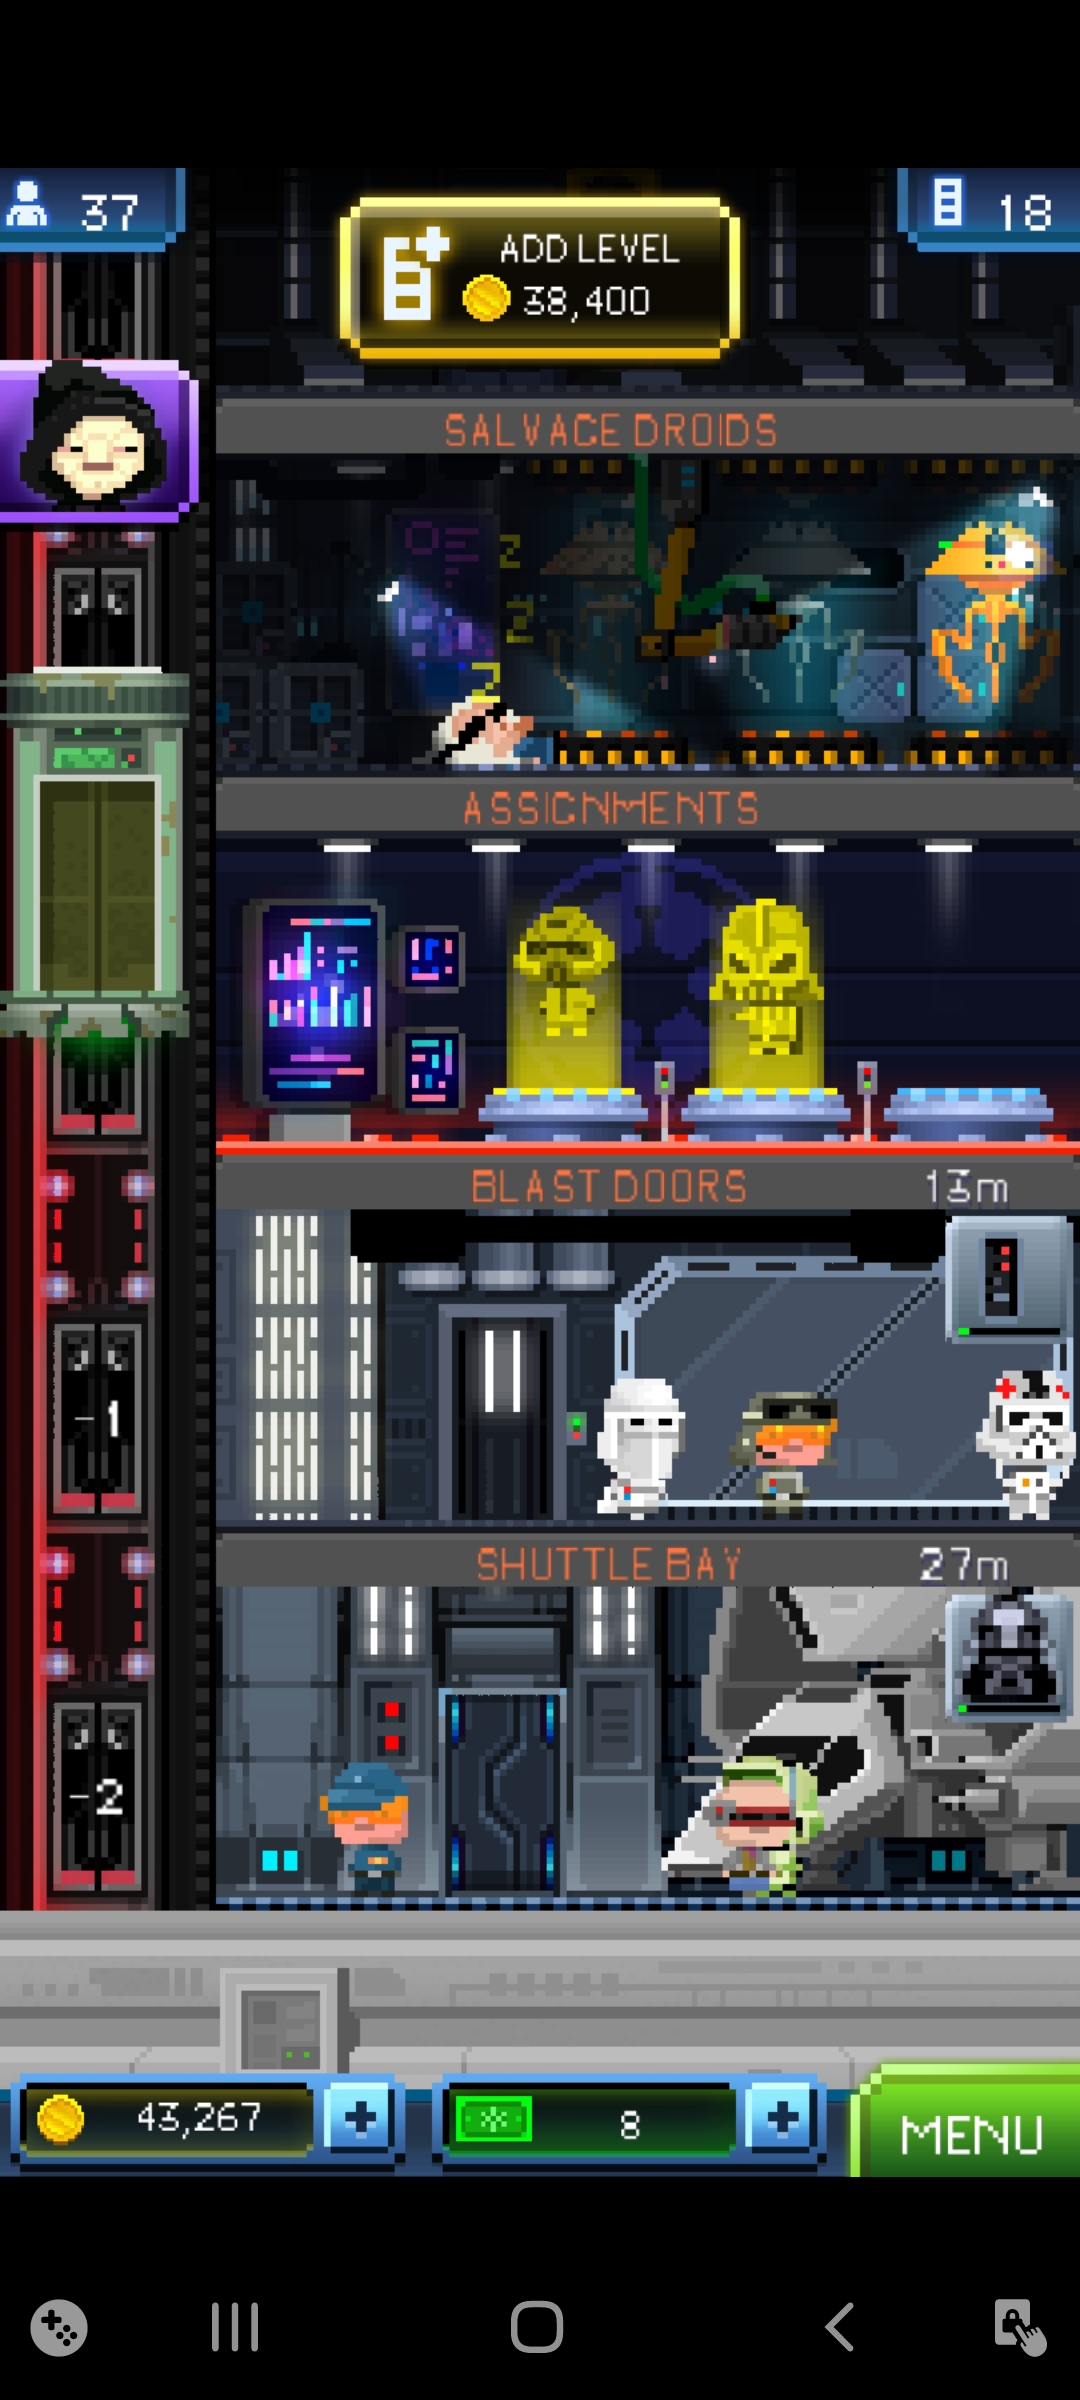 37
18
ADD LEVEL
38,400
SALVAGE DROIDS
Z
Z
Z
ASSIGNMENTS
BLAST DOORS 13m
-1
SHUTTLE BAY 27m
-2
43,267
8
MENU